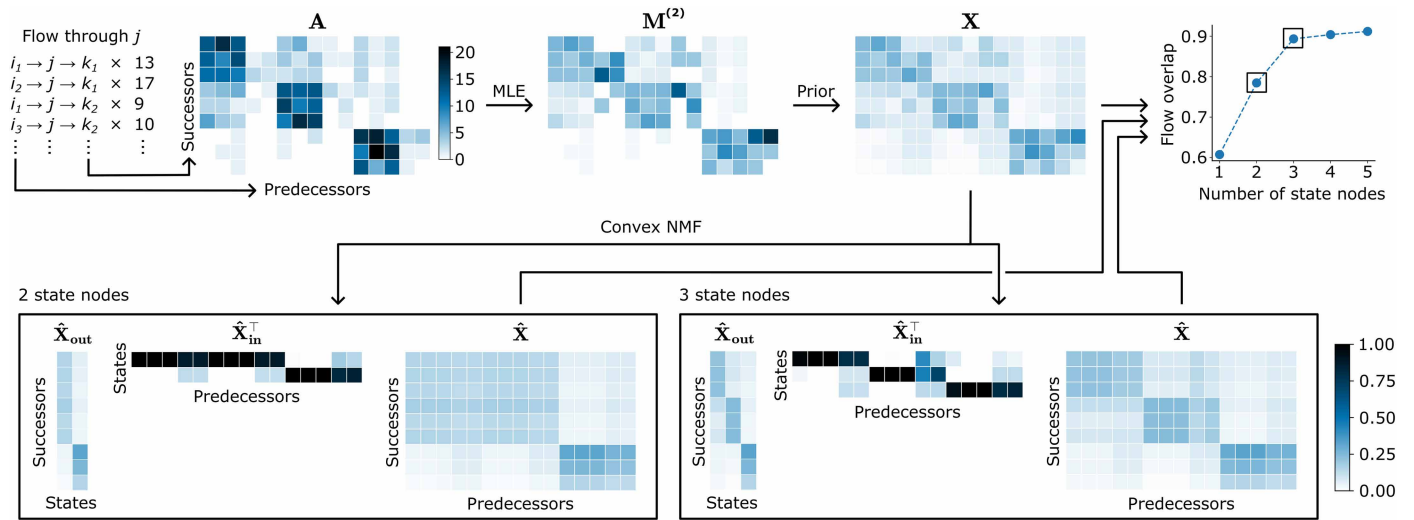 Flow through j
i₁ → j → k₁ × 13
i₂ → j → k₁ × 17
i₁ → j → k₂ × 9
i₃ → j → k₂ × 10
⋮ ⋮ ⋮ ⋮
A
Successors
Predecessors
20
15
10
5
0
MLE
M⁽²⁾
Prior
X
Flow overlap
0.9
0.8
0.7
0.6
1 2 3 4 5
Number of state nodes
Convex NMF
2 state nodes
X̂out
Successors
States
X̂in⊤
States
Predecessors
X̂
Successors
Predecessors
3 state nodes
X̂out
Successors
States
X̂in⊤
States
Predecessors
X̂
Successors
Predecessors
1.00
0.75
0.50
0.25
0.00